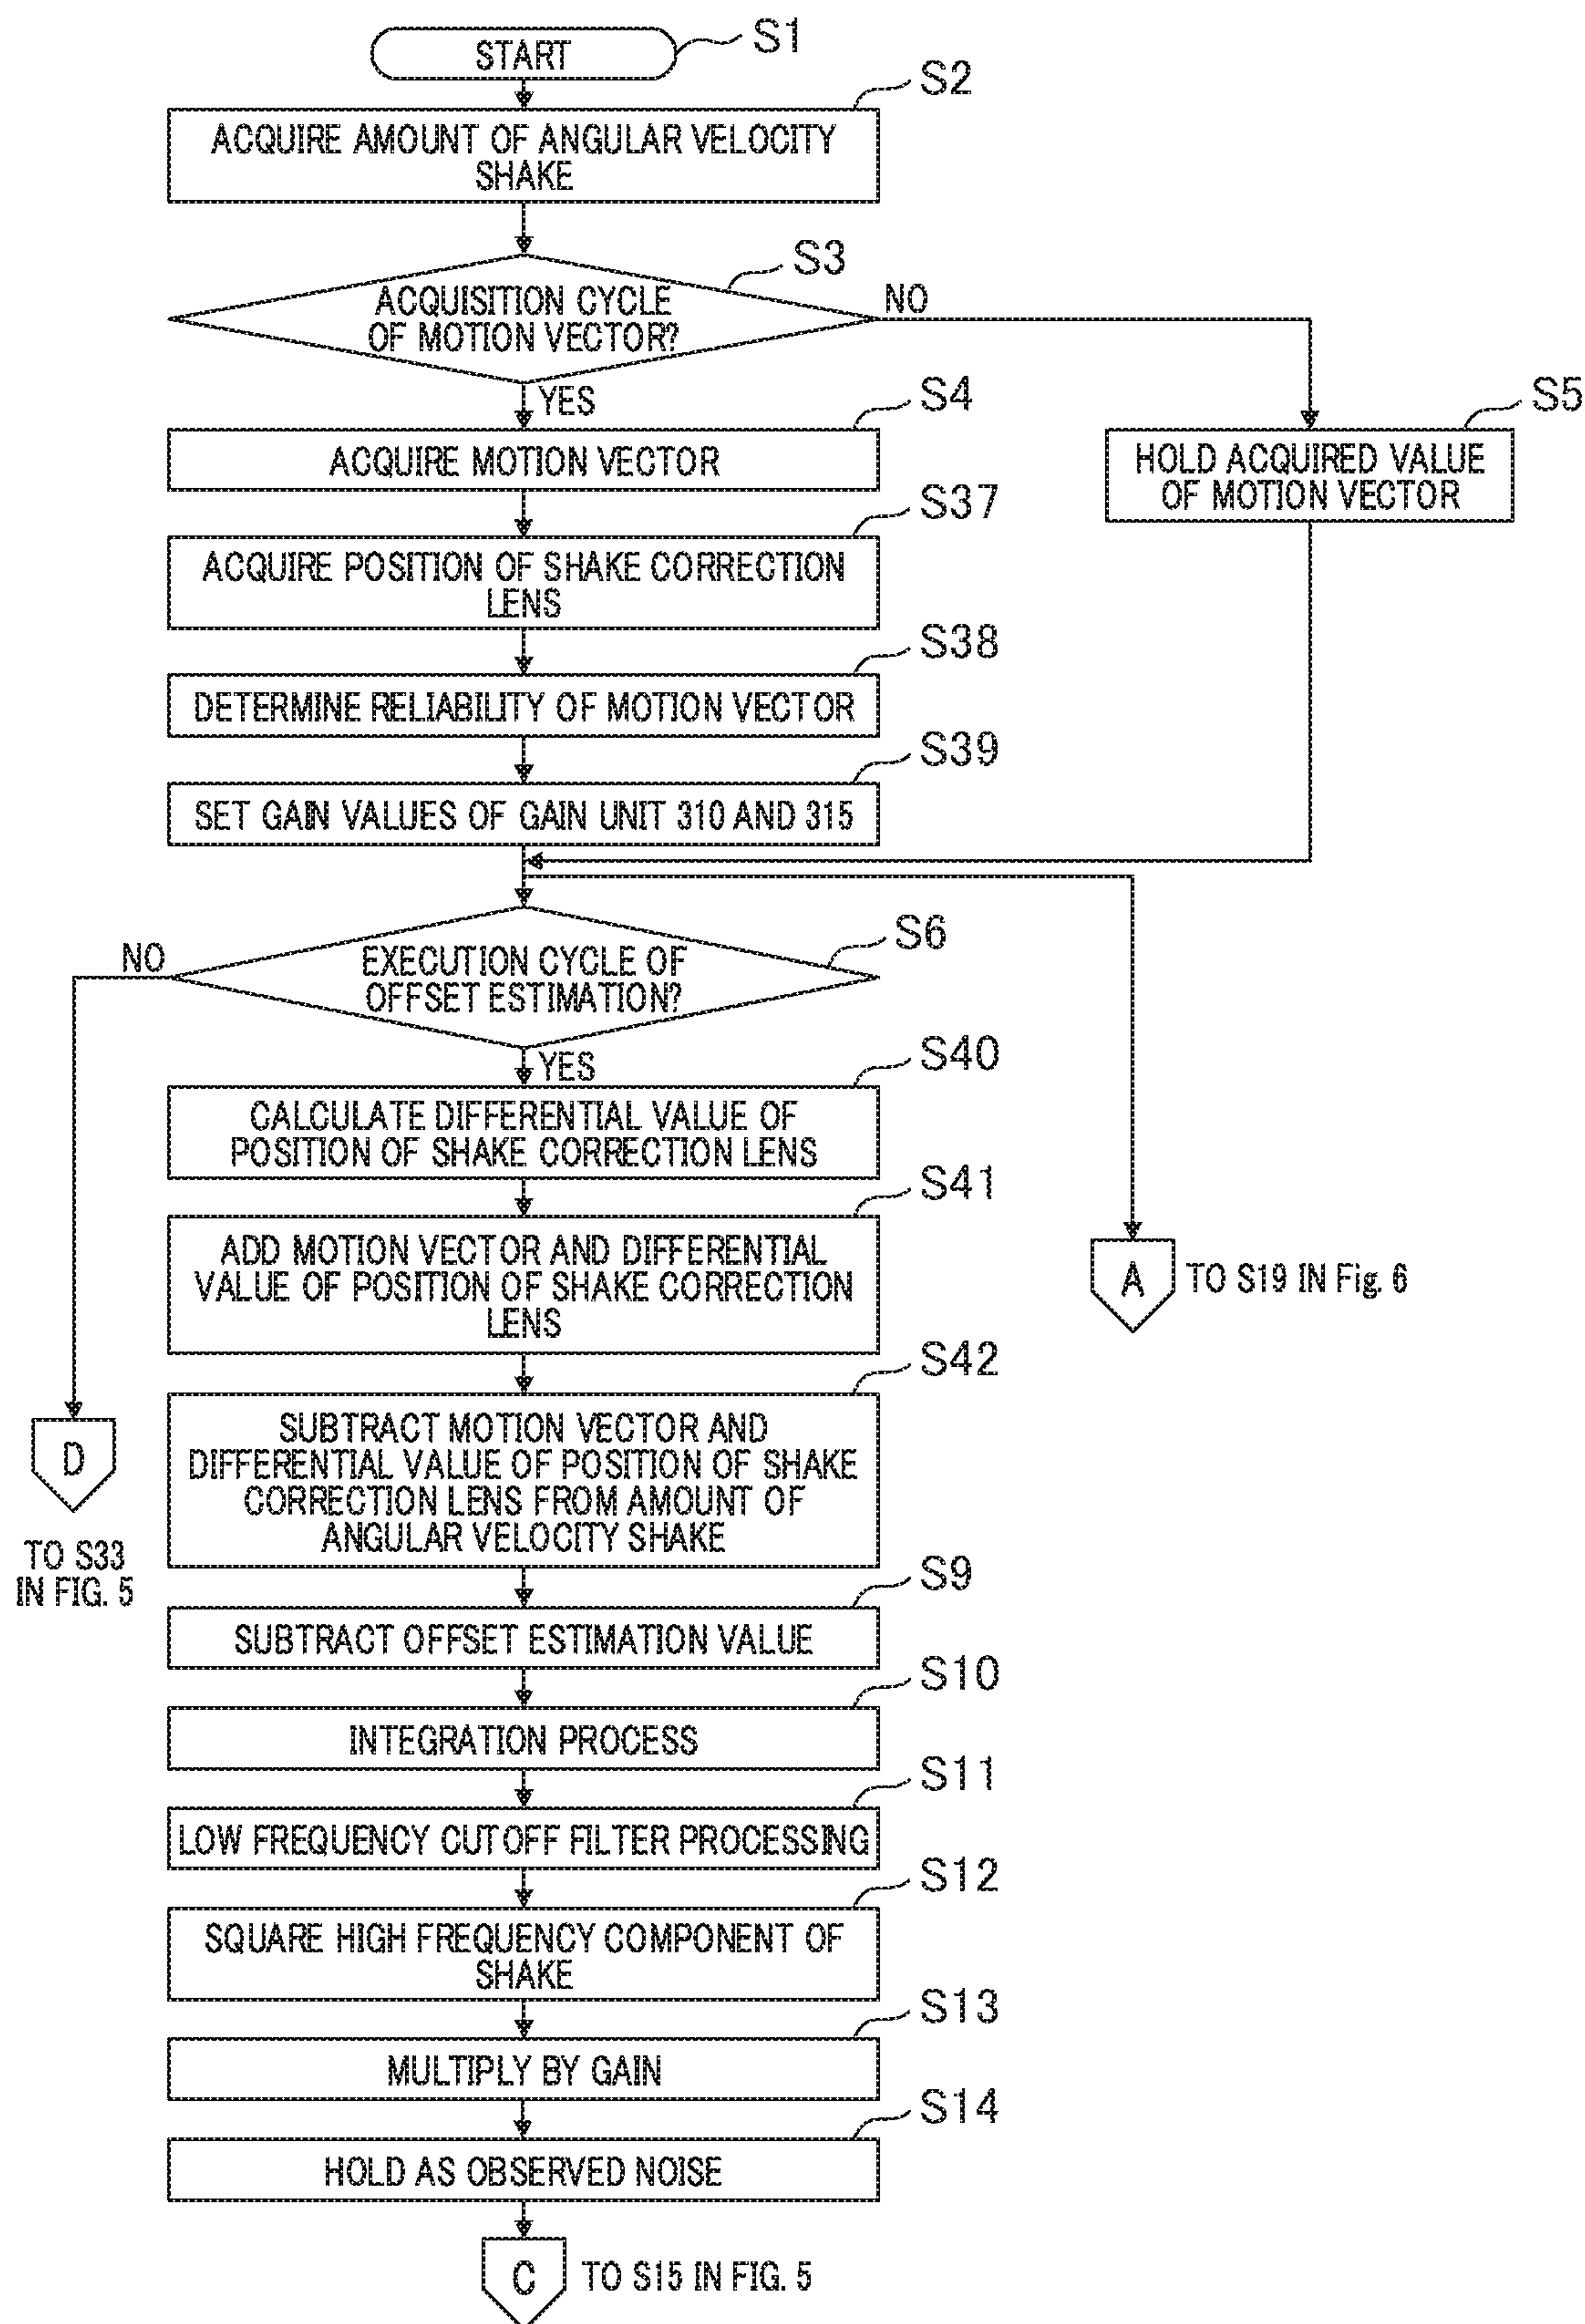 START
S1
S2
ACQUIRE AMOUNT OF ANGULAR VELOCITY
SHAKE
S3
ACQUISITION CYCLE
OF MOTION VECTOR?
NO
YES
S4
ACQUIRE MOTION VECTOR
S5
HOLD ACQUIRED VALUE
OF MOTION VECTOR
S37
ACQUIRE POSITION OF SHAKE CORRECTION
LENS
S38
DETERMINE RELIABILITY OF MOTION VECTOR
S39
SET GAIN VALUES OF GAIN UNIT 310 AND 315
S6
EXECUTION CYCLE OF
OFFSET ESTIMATION?
NO
YES
S40
CALCULATE DIFFERENTIAL VALUE OF
POSITION OF SHAKE CORRECTION LENS
S41
ADD MOTION VECTOR AND DIFFERENTIAL
VALUE OF POSITION OF SHAKE CORRECTION
LENS
A
TO S19 IN Fig. 6
S42
SUBTRACT MOTION VECTOR AND
DIFFERENTIAL VALUE OF POSITION OF SHAKE
CORRECTION LENS FROM AMOUNT OF
ANGULAR VELOCITY SHAKE
D
TO S33
IN FIG. 5
S9
SUBTRACT OFFSET ESTIMATION VALUE
S10
INTEGRATION PROCESS
S11
LOW FREQUENCY CUTOFF FILTER PROCESSING
S12
SQUARE HIGH FREQUENCY COMPONENT OF
SHAKE
S13
MULTIPLY BY GAIN
S14
HOLD AS OBSERVED NOISE
C
TO S15 IN FIG. 5